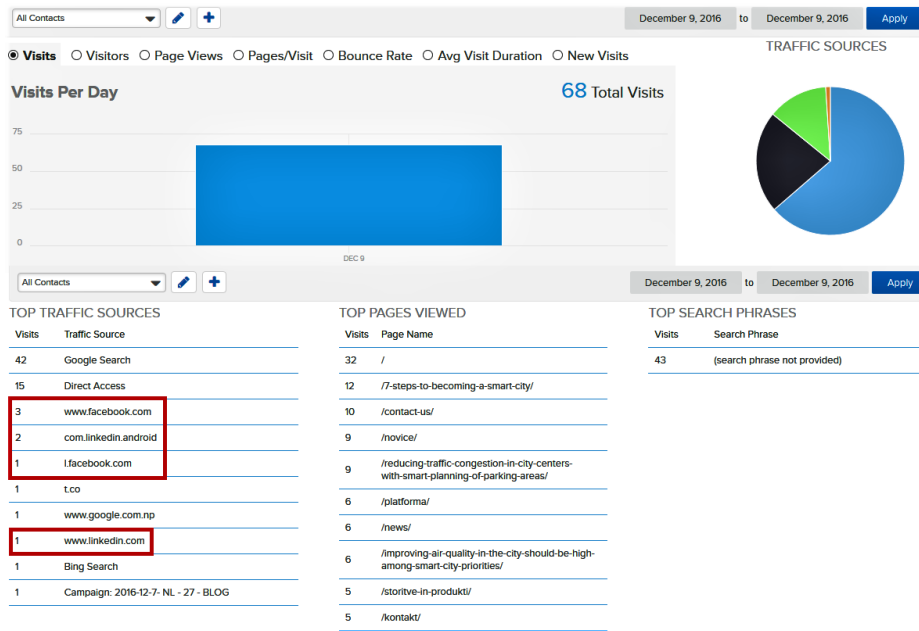 All Contacts
December 9, 2016 to December 9, 2016 Apply
Visits Visitors Page Views Pages/Visit Bounce Rate Avg Visit Duration New Visits
TRAFFIC SOURCES
Visits Per Day
68 Total Visits
75
50
25
0
DEC 9
All Contacts
December 9, 2016 to December 9, 2016 Apply
TOP TRAFFIC SOURCES
Visits Traffic Source
42 Google Search
15 Direct Access
3 www.facebook.com
2 com.linkedin.android
1 l.facebook.com
1 t.co
1 www.google.com.np
1 www.linkedin.com
1 Bing Search
1 Campaign: 2016-12-7- NL - 27 - BLOG
TOP PAGES VIEWED
Visits Page Name
32 /
12 /7-steps-to-becoming-a-smart-city/
10 /contact-us/
9 /novice/
9 /reducing-traffic-congestion-in-city-centers-
with-smart-planning-of-parking-areas/
6 /platforma/
6 /news/
6 /improving-air-quality-in-the-city-should-be-high-
among-smart-city-priorities/
5 /storitve-in-produkti/
5 /kontakt/
TOP SEARCH PHRASES
Visits Search Phrase
43 (search phrase not provided)